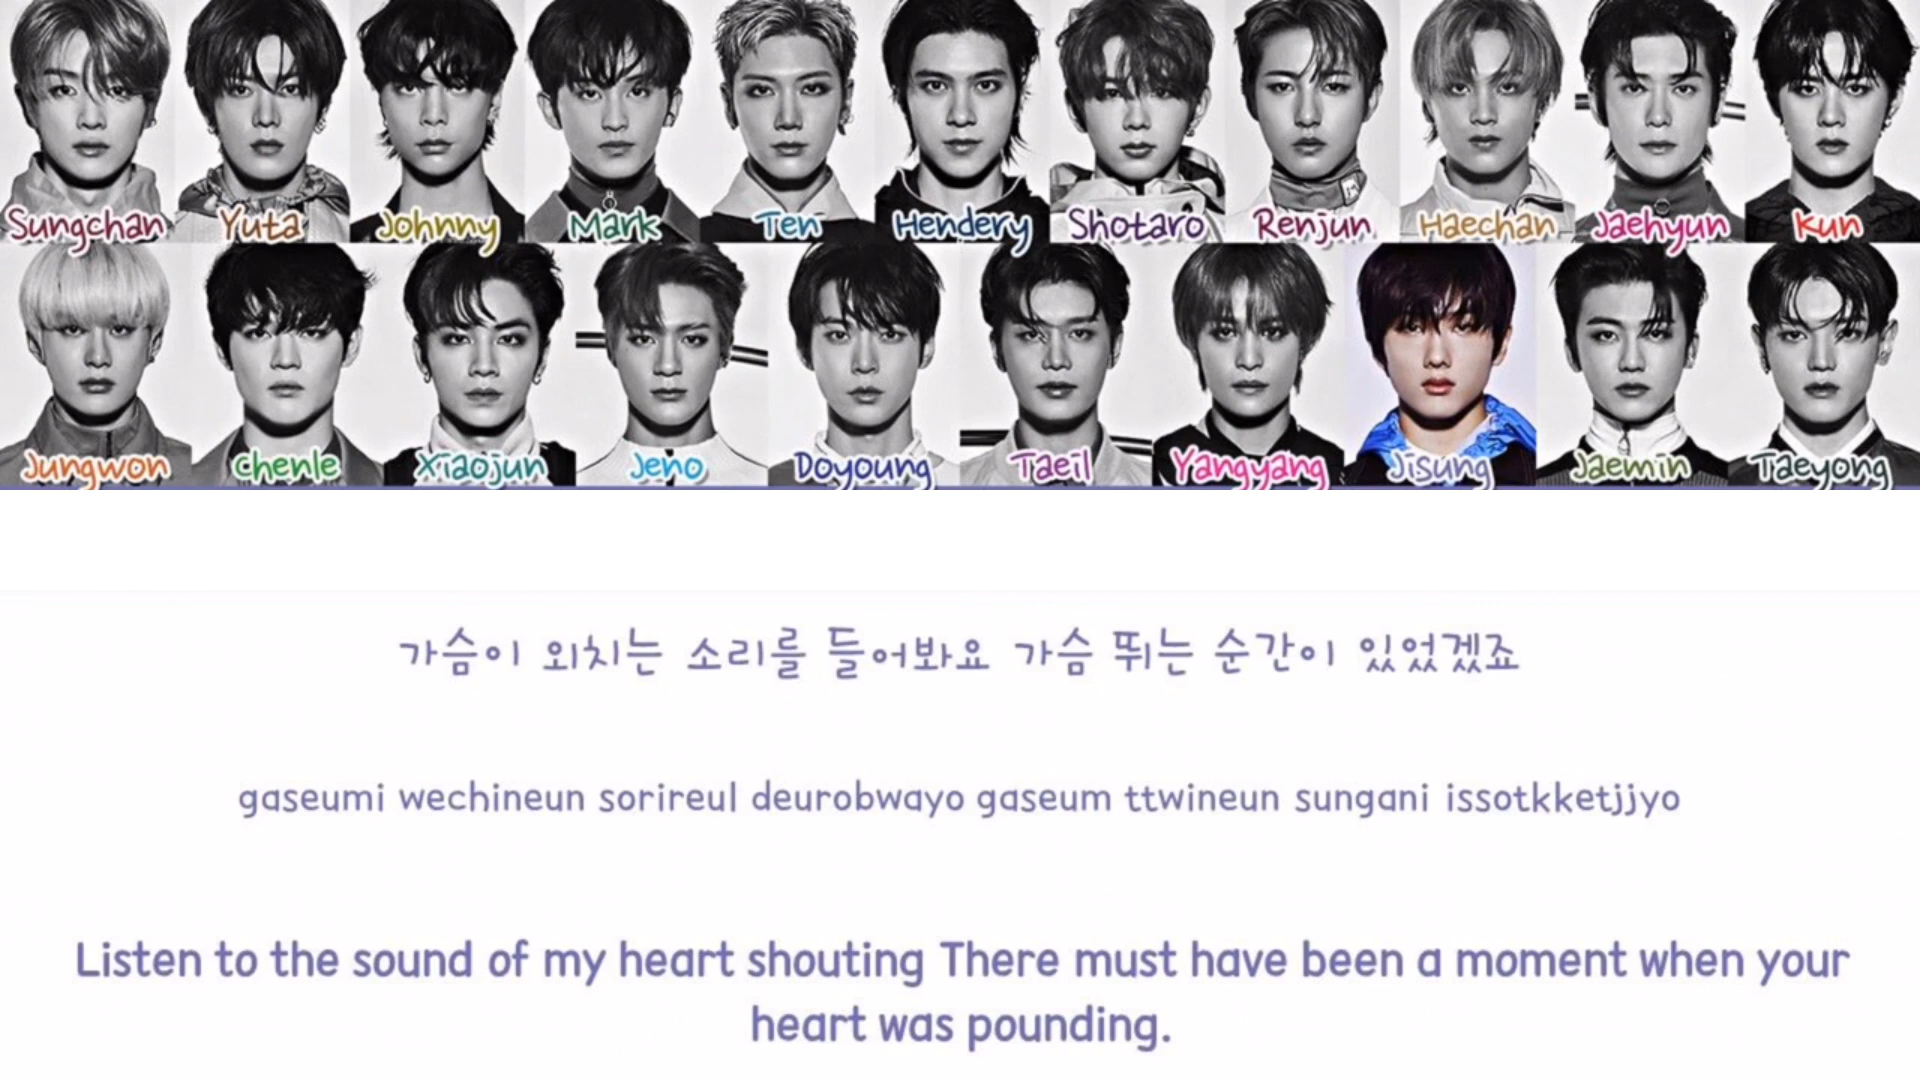 Sungchan Yuta Johnny Mark Ten Hendery Shotaro Renjun Haechan Jaehyun Kun
Jungwon Chenle Xiaojun Jeno Doyoung Taeil Yangyang Jisung Jaemin Taeyong
가슴이 외치는 소리를 들어봐요 가슴 뛰는 순간이 있었겠죠
gaseumi wechineun sorireul deurobwayo gaseum ttwineun sungani issotkketjjyo
Listen to the sound of my heart shouting There must have been a moment when your
heart was pounding.